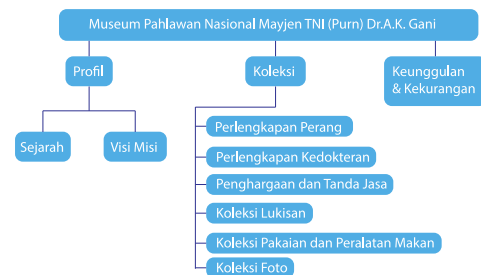 Museum Pahlawan Nasional Mayjen TNI (Purn) Dr.A.K. Gani
Profil
Koleksi
Keunggulan
& Kekurangan
Sejarah
Visi Misi
Perlengkapan Perang
Perlengkapan Kedokteran
Penghargaan dan Tanda Jasa
Koleksi Lukisan
Koleksi Pakaian dan Peralatan Makan
Koleksi Foto